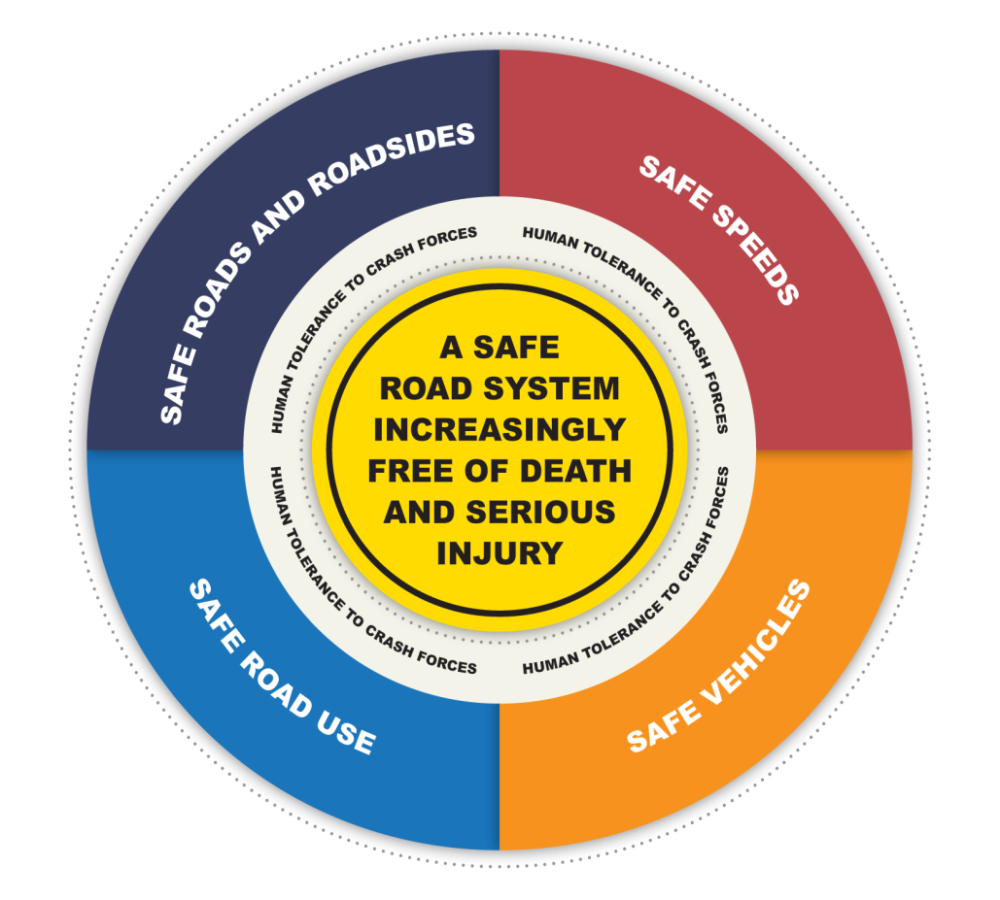 SAFE ROADS AND ROADSIDES
SAFE SPEEDS
HUMAN TOLERANCE TO CRASH FORCES
HUMAN TOLERANCE TO CRASH FORCES
A SAFE
ROAD SYSTEM
INCREASINGLY
FREE OF DEATH
AND SERIOUS
INJURY
HUMAN TOLERANCE TO CRASH FORCES
HUMAN TOLERANCE TO CRASH FORCES
SAFE ROAD USE
SAFE VEHICLES